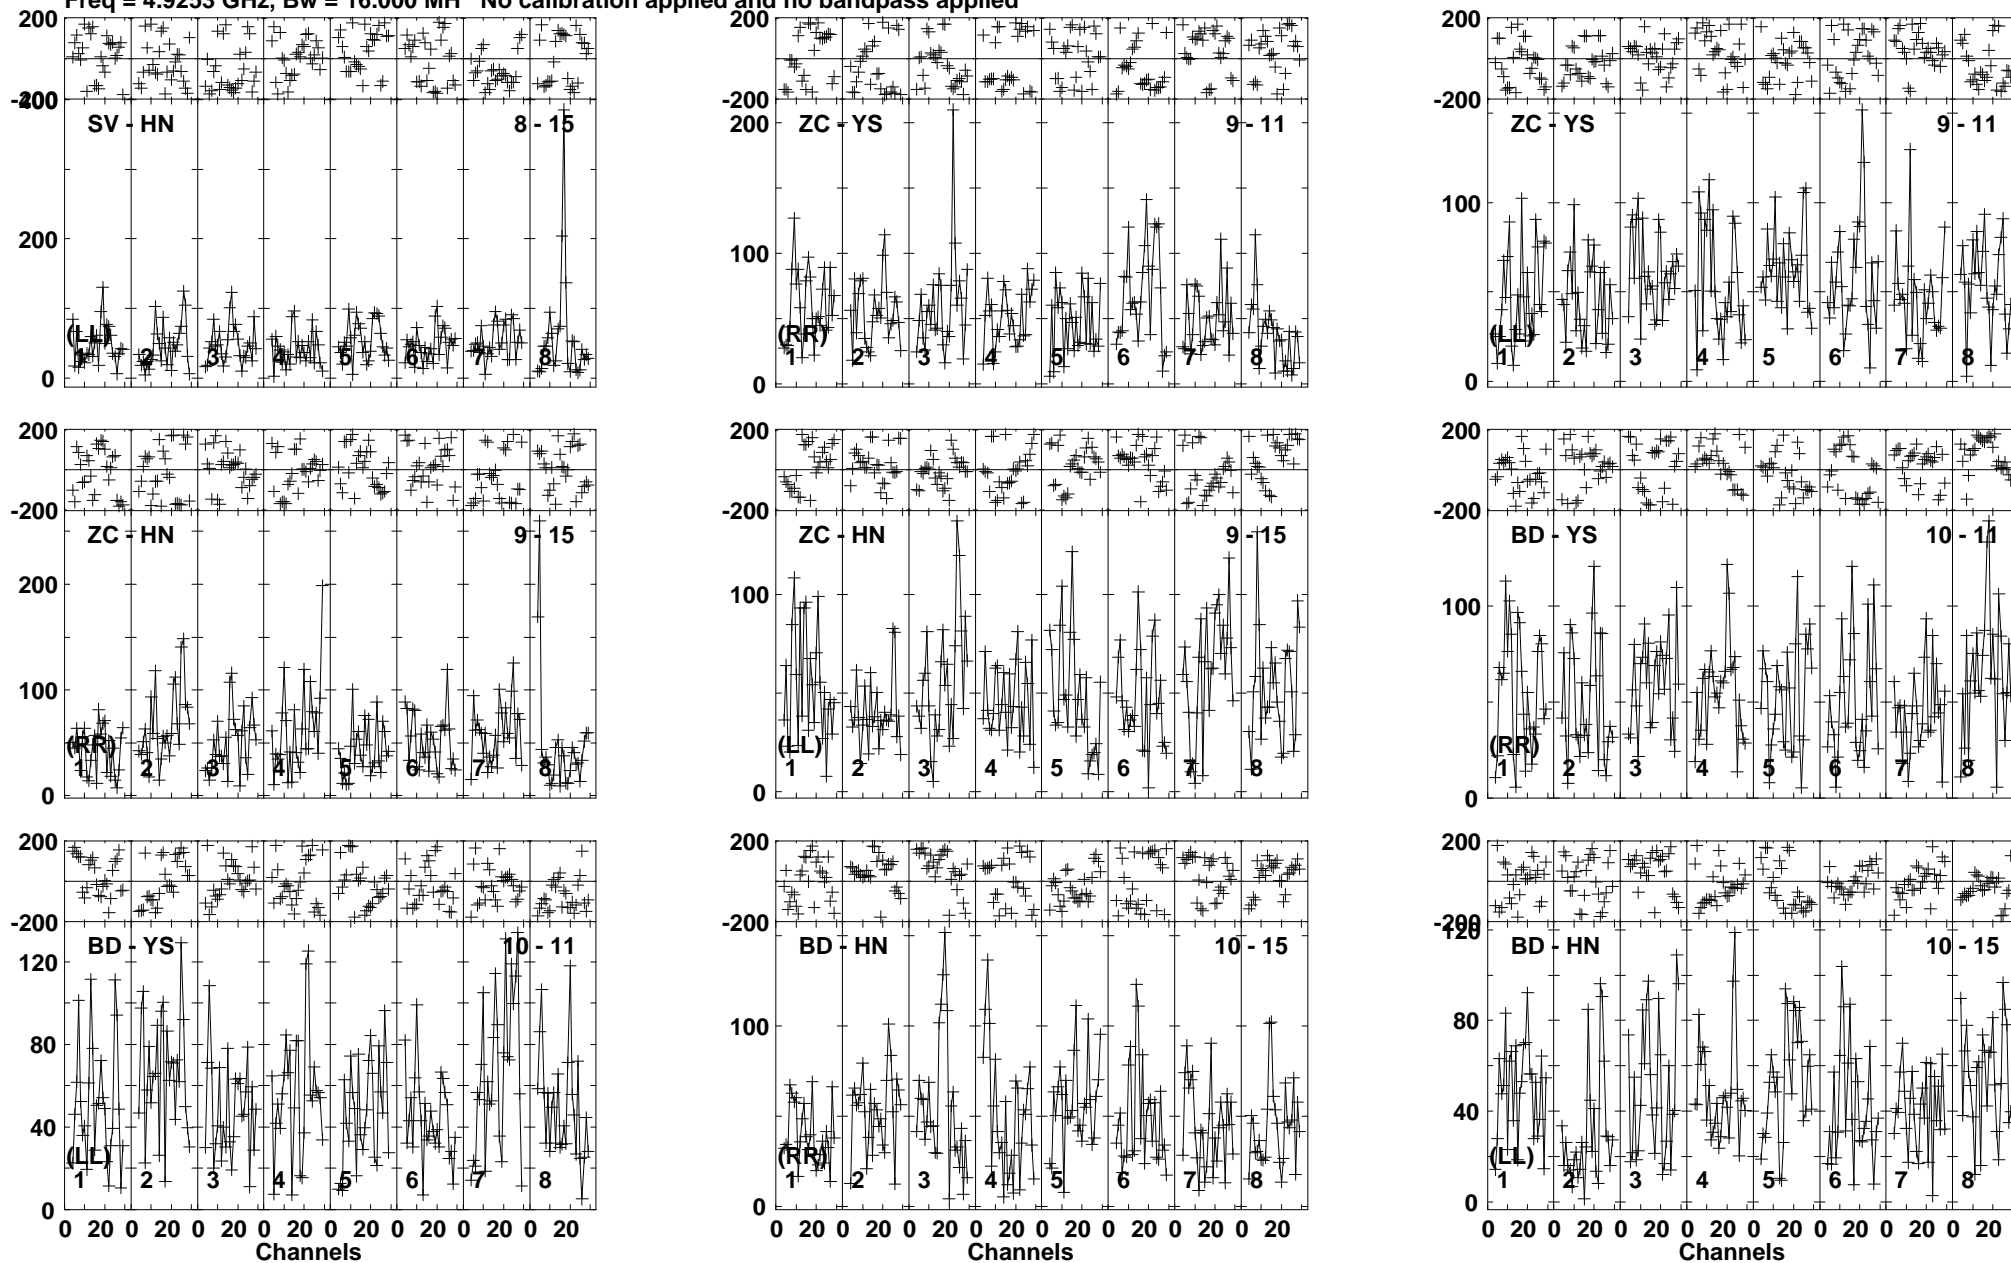 Freq = 4.9253 GHz, Bw = 16.000 MH No calibration applied and no bandpass applied
200 200 200
-200 -200 -200
400
SV - HN 8 - 15 ZC - YS 9 - 11 ZC - YS 9 - 11
200 200
100 100 100
(LL) (RR) (LL)
1 2 3 4 5 6 7 8 1 2 3 4 5 6 7 8 1 2 3 4 5 6 7 8
0 0 0
200 200 200
-200 -200 -200
ZC - HN 9 - 15 ZC - HN 9 - 15 BD - YS 10 - 11
200
100 100 100
(RR) (LL) (RR)
1 2 3 4 5 6 7 8 1 2 3 4 5 6 7 8 1 2 3 4 5 6 7 8
0 0 0
200 200 200
-200 -200 -200
120
BD - YS 10 - 11 BD - HN 10 - 15 BD - HN 10 - 15
120
80 100 80
40 40
(LL) (RR) (LL)
1 2 3 4 5 6 7 8 1 2 3 4 5 6 7 8 1 2 3 4 5 6 7 8
0 0 0
0 20 0 20 0 20 0 20 0 20 0 20 0 20 0 20 0 20 0 20 0 20 0 20 0 20 0 20 0 20 0 20 0 20 0 20 0 20 0 20 0 20 0 20 0 20 0 20
Channels Channels Channels